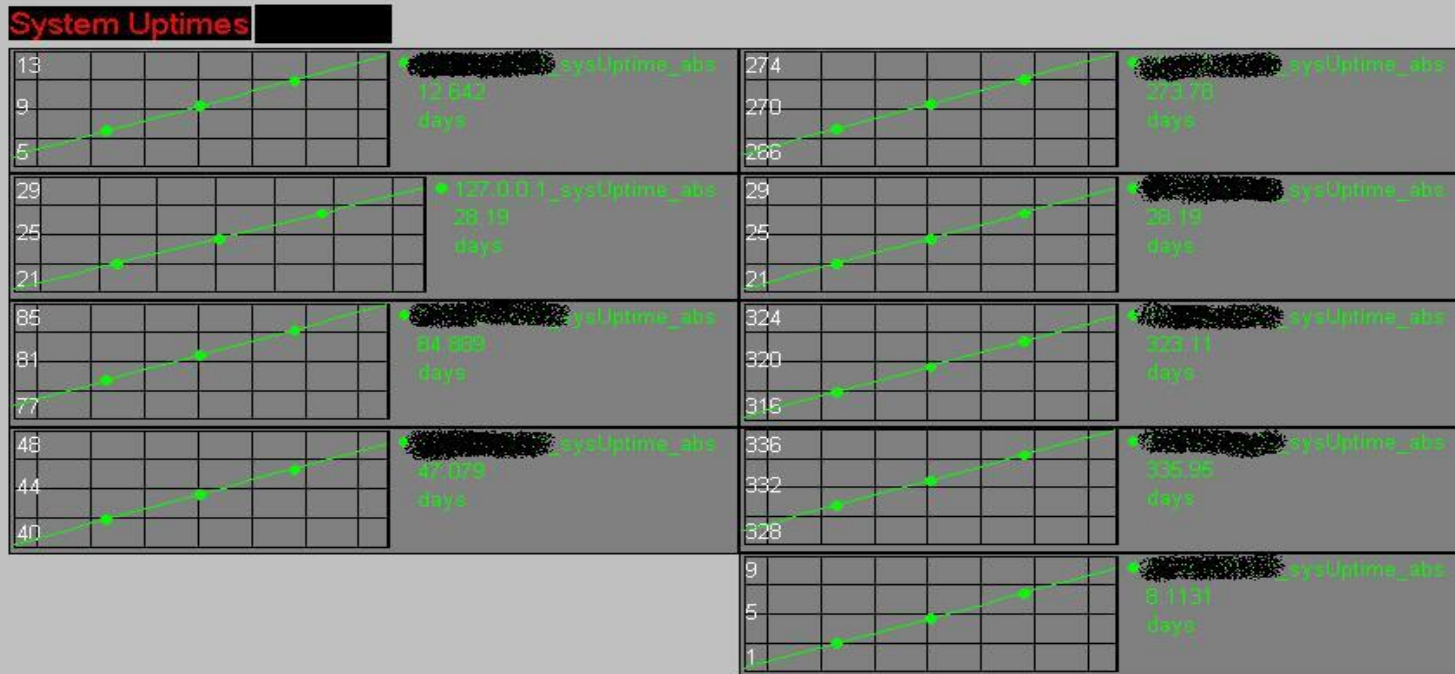 System Uptimes
13
9
5
_sysUptime_abs
12.642
days
274
270
266
_sysUptime_abs
273.78
days
29
25
21
127.0.0.1_sysUptime_abs
28.19
days
29
25
21
_sysUptime_abs
28.19
days
85
81
77
ysUptime_abs
84.889
days
324
320
316
_sysUptime_abs
323.11
days
48
44
40
_sysUptime_abs
47.079
days
336
332
328
_sysUptime_abs
335.95
days
9
5
1
_sysUptime_abs
8.1131
days